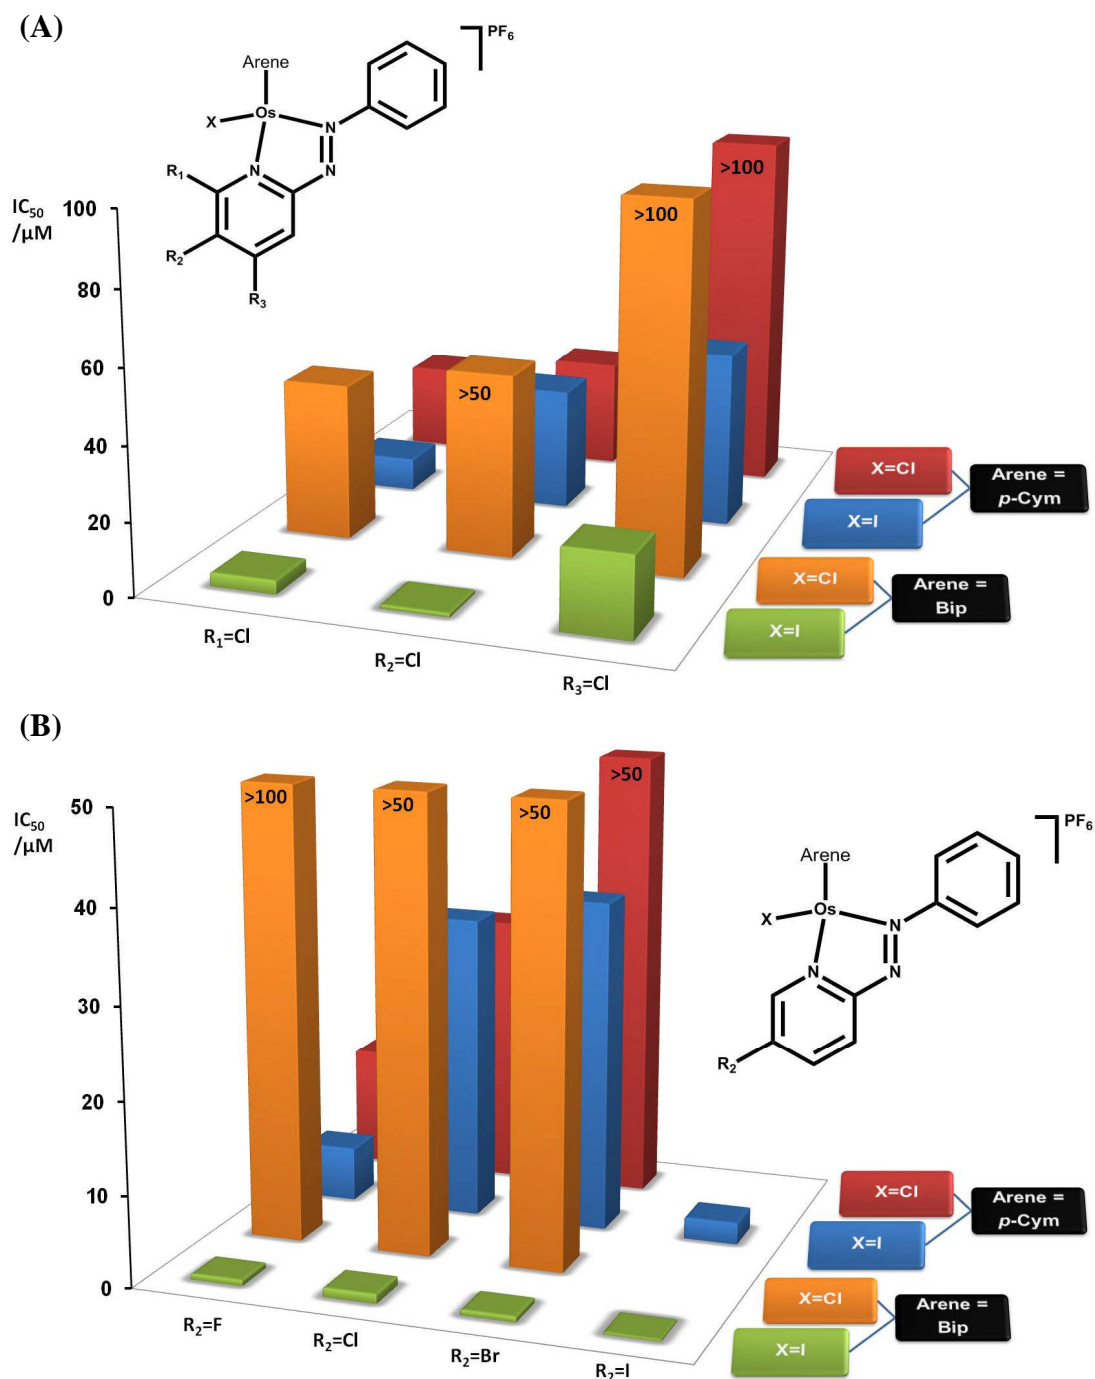 (A)
]PF6
Arene
X
Os
N
N
N
R1
R2
R3
IC50
/µM
100
80
60
40
20
0
>50
>100
>100
R1=Cl
R2=Cl
R3=Cl
X=Cl
Arene =
p-Cym
X=I
X=Cl
Arene =
Bip
X=I
(B)
IC50
/µM
50
40
30
20
10
0
>100
>50
>50
>50
]PF6
Arene
X
Os
N
N
N
R2
R2=F
R2=Cl
R2=Br
R2=I
X=Cl
Arene =
p-Cym
X=I
X=Cl
Arene =
Bip
X=I